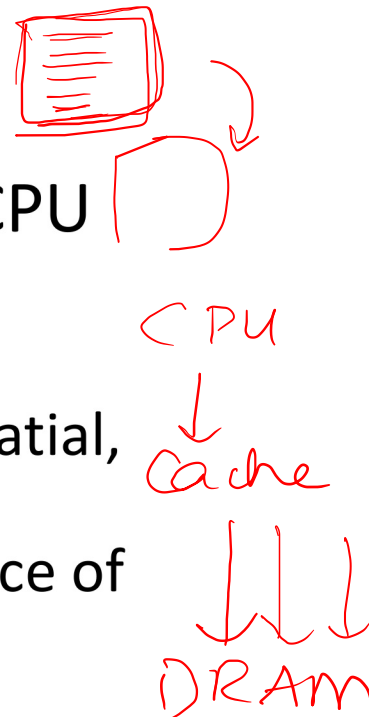 CPU
CPU
atial,
Cache
ce of
DRAM